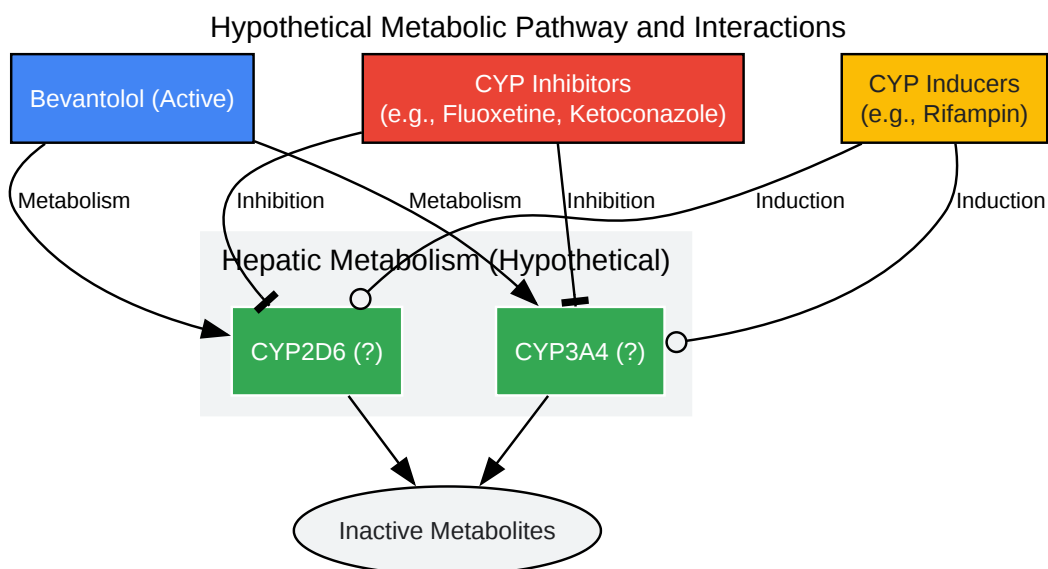 Hypothetical Metabolic Pathway and Interactions
Bevantolol (Active)
CYP Inhibitors
(e.g., Fluoxetine, Ketoconazole)
CYP Inducers
(e.g., Rifampin)
Metabolism
Inhibition
Metabolism
Inhibition
Induction
Induction
Hepatic Metabolism (Hypothetical)
CYP2D6 (?)
CYP3A4 (?)
Inactive Metabolites